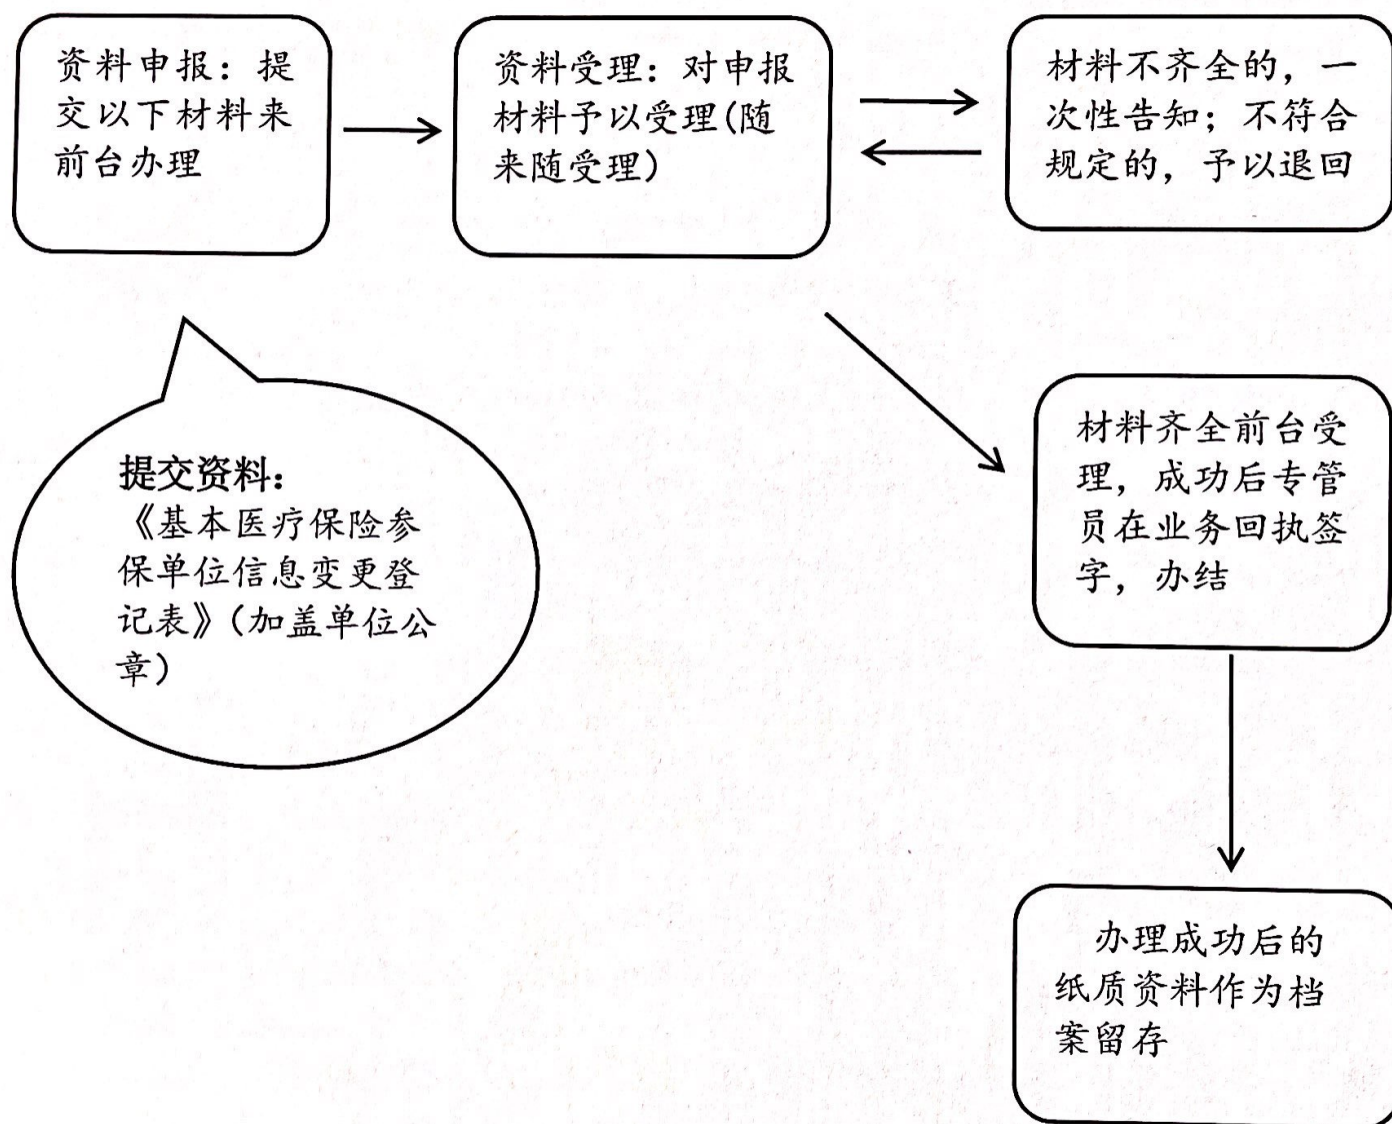 资料申报：提
交以下材料来
前台办理
资料受理：对申报
材料予以受理(随
来随受理）
材料不齐全的，一
次性告知；不符合
规定的，予以退回
提交资料：
《基本医疗保险参
保单位信息变更登
记表》（加盖单位公
章）
材料齐全前台受
理，成功后专管
员在业务回执签
字，办结
办理成功后的
纸质资料作为档
案留存